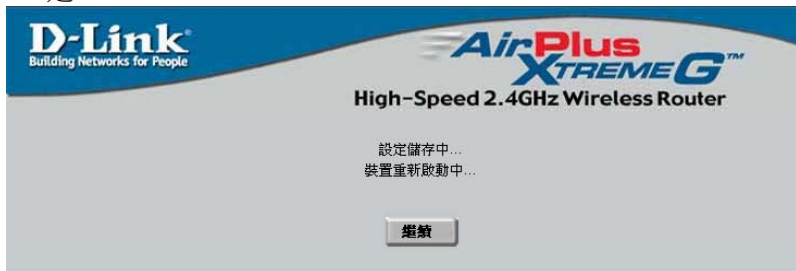 D-Link
Building Networks for People
AirPlus
XTREME G™
High-Speed 2.4GHz Wireless Router
設定儲存中...
裝置重新啟動中...
繼續